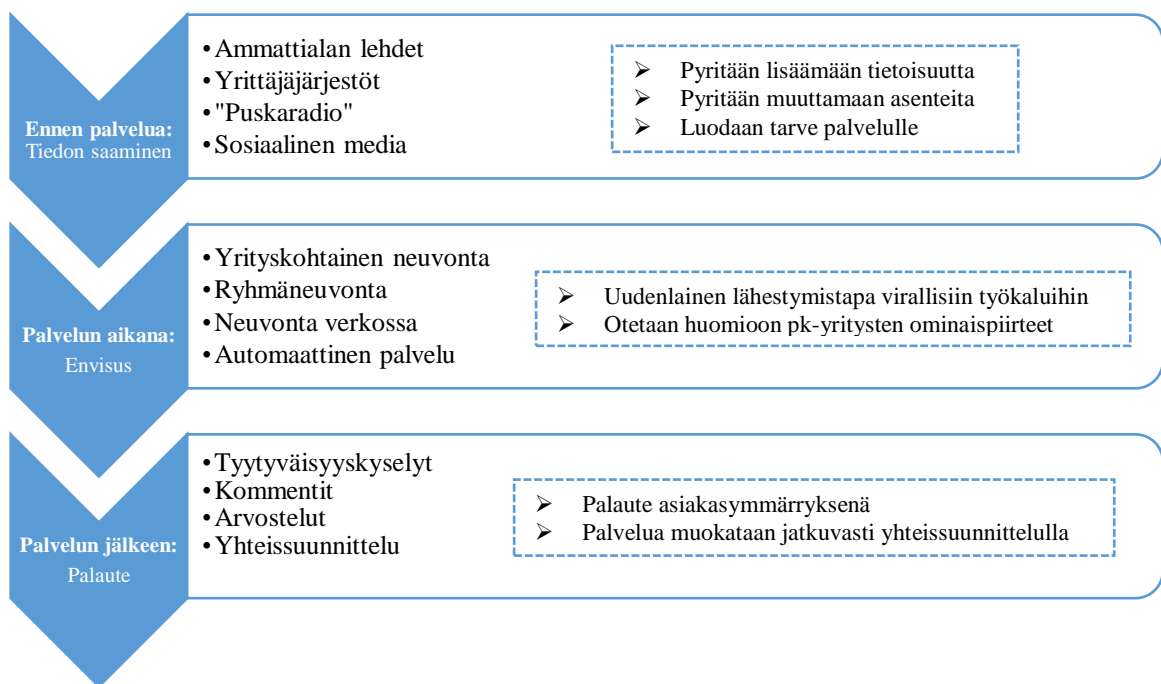 Ennen palvelua:
Tiedon saaminen
•Ammattialan lehdet
•Yrittäjäjärjestöt
•"Puskaradio"
•Sosiaalinen media
➢ Pyritään lisäämään tietoisuutta
➢ Pyritään muuttamaan asenteita
➢ Luodaan tarve palvelulle
Palvelun aikana:
Envisus
•Yrityskohtainen neuvonta
•Ryhmäneuvonta
•Neuvonta verkossa
•Automaattinen palvelu
➢ Uudenlainen lähestymistapa virallisiin työkaluihin
➢ Otetaan huomioon pk-yritysten ominaispiirteet
Palvelun jälkeen:
Palaute
•Tyytyväisyyskyselyt
•Kommentit
•Arvostelut
•Yhteissuunnittelu
➢ Palaute asiakasymmärryksenä
➢ Palvelua muokataan jatkuvasti yhteissuunnittelulla